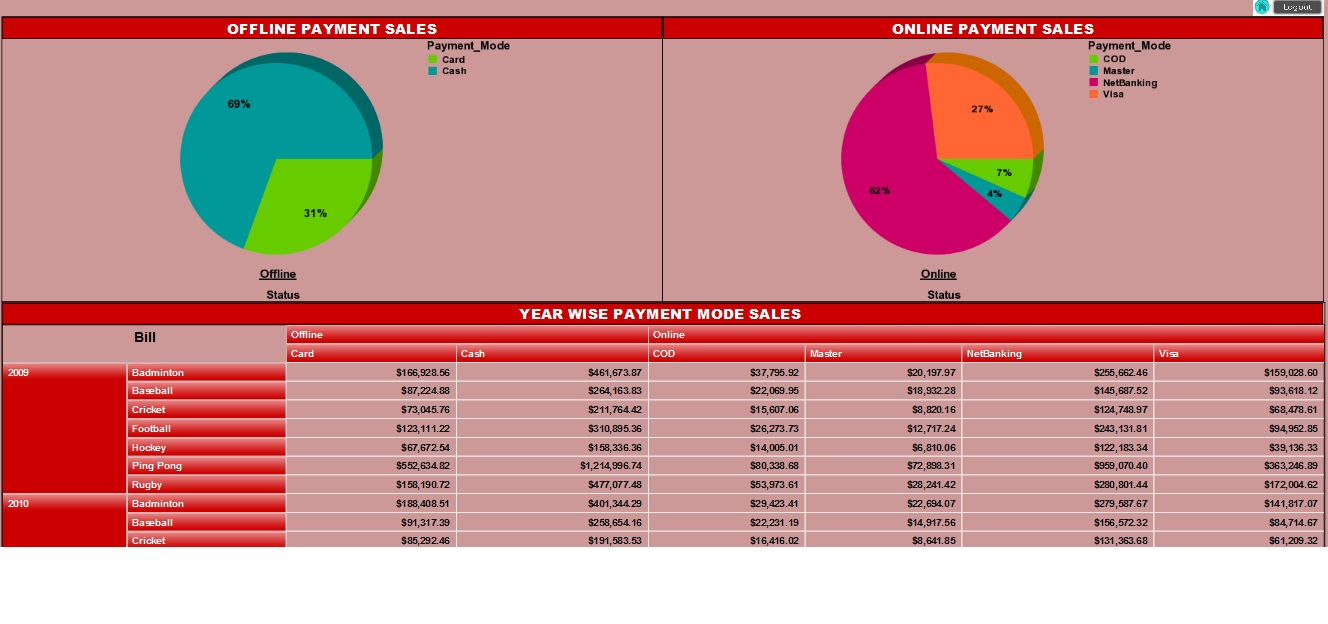 Logout
OFFLINE PAYMENT SALES
ONLINE PAYMENT SALES
Payment_Mode
Card
Cash
69%
31%
Offline
Status
Payment_Mode
COD
Master
NetBanking
Visa
27%
7%
4%
62%
Online
Status
YEAR WISE PAYMENT MODE SALES
Bill Offline Online
Card Cash COD Master NetBanking Visa
2009 Badminton $166,928.56 $461,673.87 $37,795.92 $20,197.97 $255,662.46 $159,028.60
Baseball $87,224.88 $264,163.83 $22,069.95 $18,932.28 $145,687.52 $93,618.12
Cricket $73,045.76 $211,764.42 $15,607.06 $8,820.16 $124,748.97 $68,478.61
Football $123,111.22 $310,895.36 $26,273.73 $12,717.24 $243,131.81 $94,952.85
Hockey $67,672.54 $158,336.36 $14,005.01 $6,810.06 $122,183.34 $39,136.33
Ping Pong $552,634.82 $1,214,996.74 $80,338.68 $72,898.31 $959,070.40 $363,246.89
Rugby $158,190.72 $477,077.48 $53,973.61 $28,241.42 $280,801.44 $172,004.62
2010 Badminton $188,408.51 $401,344.29 $29,423.41 $22,694.07 $279,587.67 $141,817.07
Baseball $91,317.39 $258,654.16 $22,231.19 $14,917.56 $156,572.32 $84,714.67
Cricket $85,292.46 $191,583.53 $16,416.02 $8,641.85 $131,363.68 $61,209.32